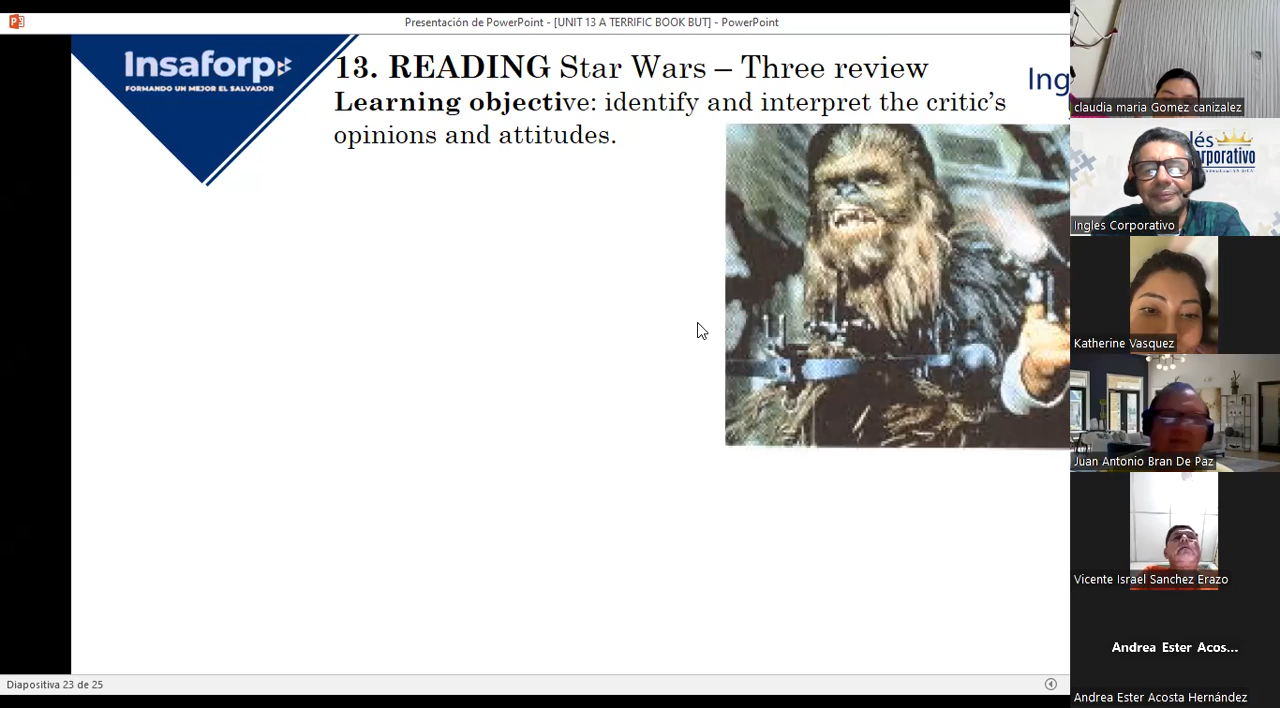 Presentación de PowerPoint - [UNIT 13 A TERRIFIC BOOK BUT] - PowerPoint
Insaforp
FORMANDO UN MEJOR EL SALVADOR
13. READING Star Wars – Three review
Learning objective: identify and interpret the critic's
opinions and attitudes.
Ing
Diapositiva 23 de 25
claudia maria Gomez canizalez
lés
orporativo
Ingles Corporativo
Katherine Vasquez
Juan Antonio Bran De Paz
Vicente Israel Sanchez Erazo
Andrea Ester Acos...
Andrea Ester Acosta Hernández